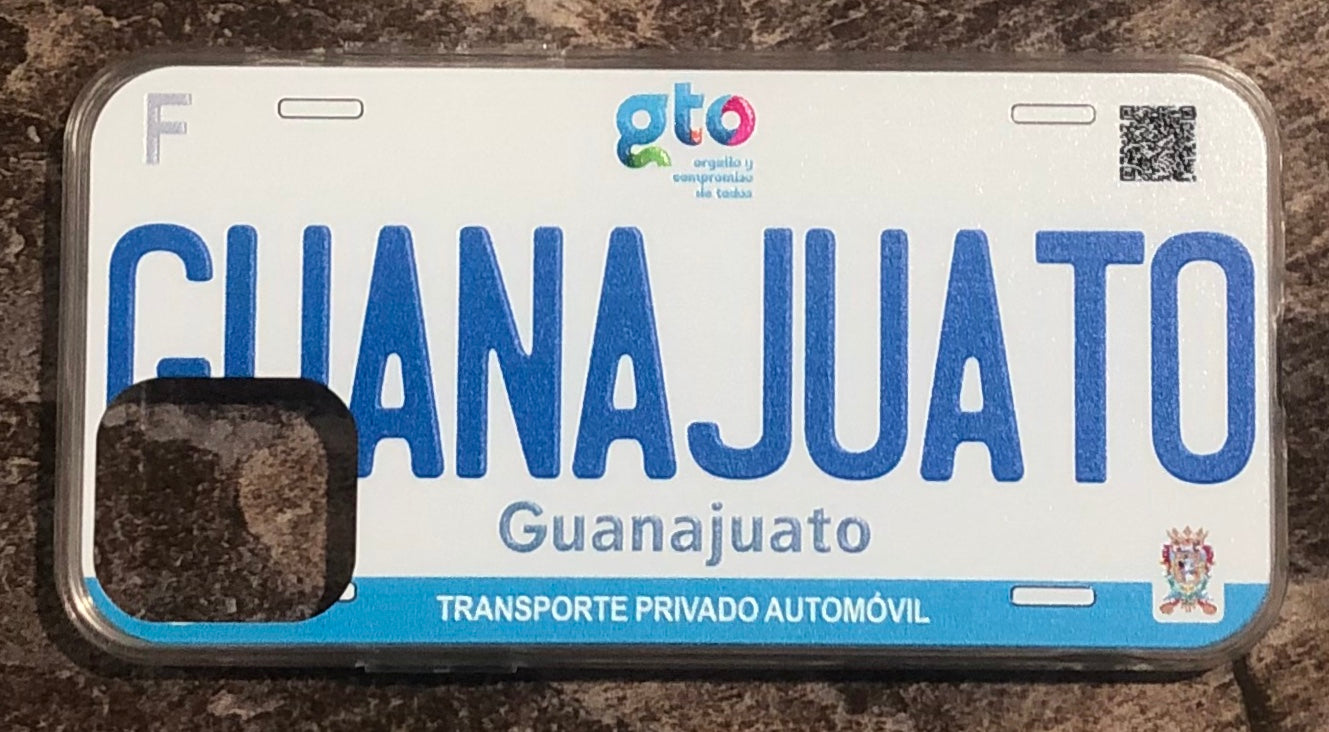 F
gto
orgullo y
compromiso
de todos
GUANAJUATO
Guanajuato
TRANSPORTE PRIVADO AUTOMÓVIL